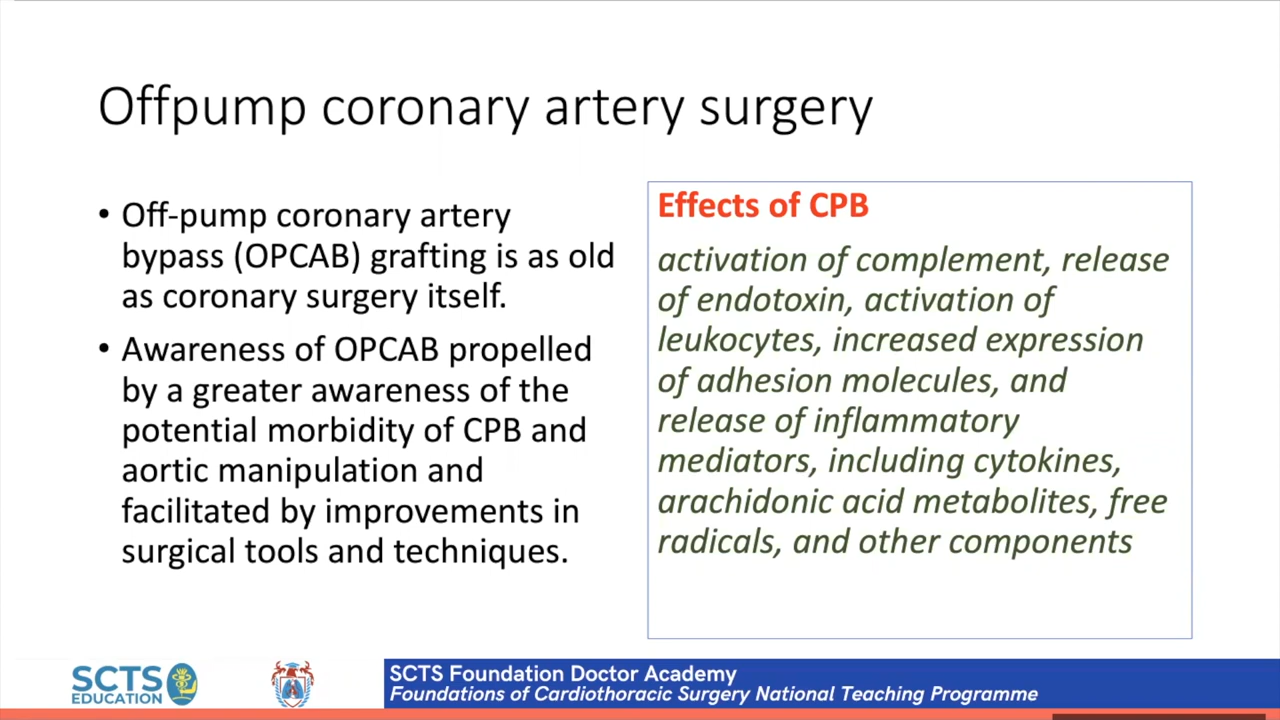 Offpump coronary artery surgery
• Off-pump coronary artery
bypass (OPCAB) grafting is as old
as coronary surgery itself.
• Awareness of OPCAB propelled
by a greater awareness of the
potential morbidity of CPB and
aortic manipulation and
facilitated by improvements in
surgical tools and techniques.
Effects of CPB
activation of complement, release
of endotoxin, activation of
leukocytes, increased expression
of adhesion molecules, and
release of inflammatory
mediators, including cytokines,
arachidonic acid metabolites, free
radicals, and other components
SCTS
EDUCATION
SCTS Foundation Doctor Academy
Foundations of Cardiothoracic Surgery National Teaching Programme